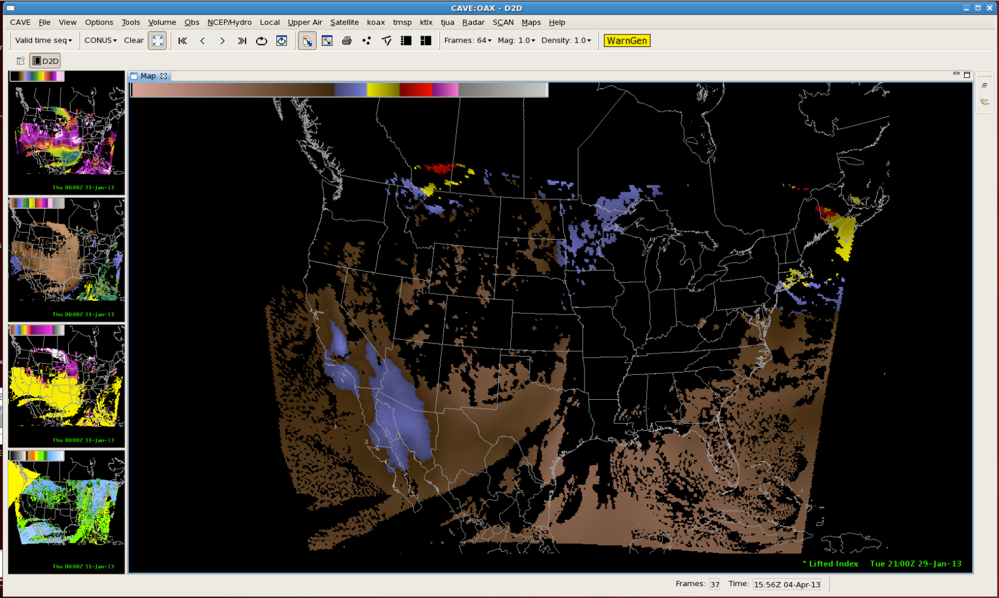 CAVE:OAX - D2D
CAVE File View Options Tools Volume Obs NCEP/Hydro Local Upper Air Satellite koax tmsp ktlx tjua Radar SCAN Maps Help
Valid time seq CONUS Clear Frames: 64 Mag: 1.0 Density: 1.0 WarnGen
D2D
Map
Thu 00:00Z 31-Jan-13
Thu 00:00Z 31-Jan-13
Thu 00:00Z 31-Jan-13
Thu 00:00Z 31-Jan-13
* Lifted Index Tue 21:00Z 29-Jan-13
Frames: 37 Time: 15:56Z 04-Apr-13